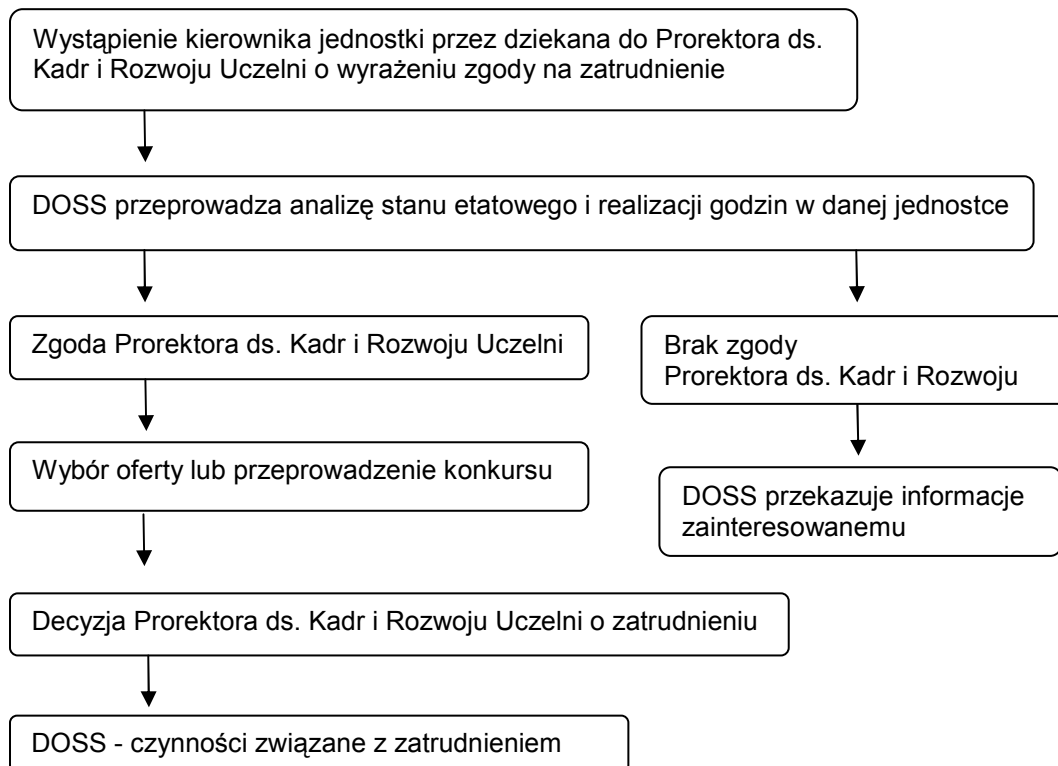 Wystąpienie kierownika jednostki przez dziekana do Prorektora ds.
Kadr i Rozwoju Uczelni o wyrażeniu zgody na zatrudnienie
DOSS przeprowadza analizę stanu etatowego i realizacji godzin w danej jednostce
Zgoda Prorektora ds. Kadr i Rozwoju Uczelni
Brak zgody
Prorektora ds. Kadr i Rozwoju
Wybór oferty lub przeprowadzenie konkursu
DOSS przekazuje informacje
zainteresowanemu
Decyzja Prorektora ds. Kadr i Rozwoju Uczelni o zatrudnieniu
DOSS - czynności związane z zatrudnieniem